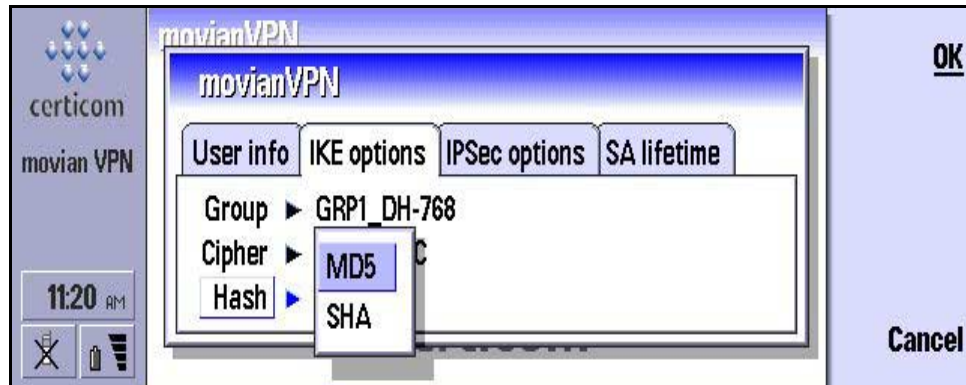 certicom
movian VPN
11:20 AM
movianVPN
movianVPN
User info IKE options IPSec options SA lifetime
Group GRP1_DH-768
Cipher C
Hash
MD5
SHA
OK
Cancel